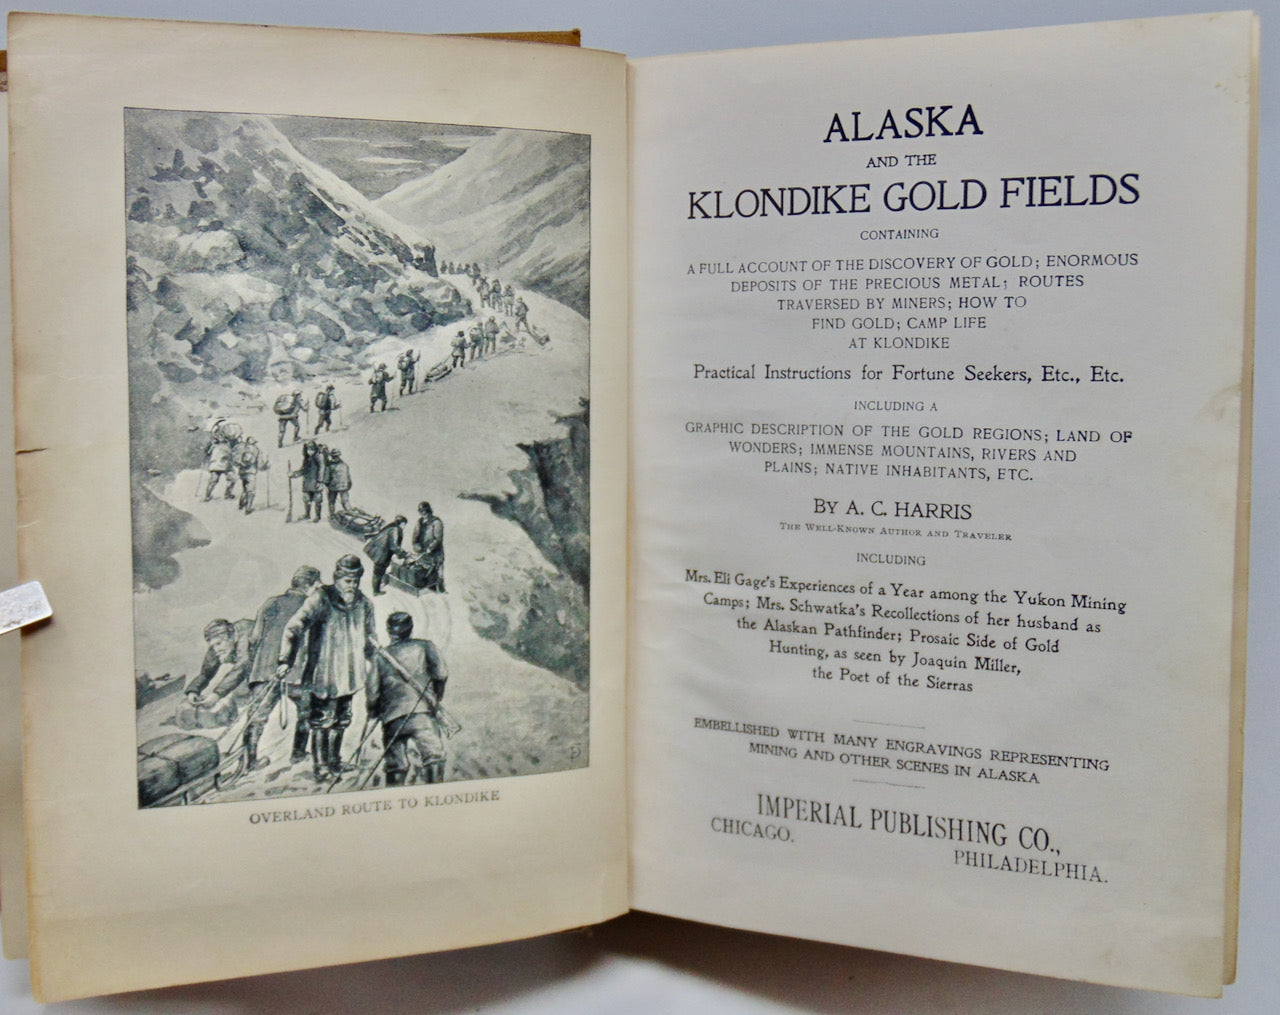 OVERLAND ROUTE TO KLONDIKE
ALASKA
AND THE
KLONDIKE GOLD FIELDS
CONTAINING
A FULL ACCOUNT OF THE DISCOVERY OF GOLD; ENORMOUS
DEPOSITS OF THE PRECIOUS METAL; ROUTES
TRAVERSED BY MINERS; HOW TO
FIND GOLD; CAMP LIFE
AT KLONDIKE
Practical Instructions for Fortune Seekers, Etc., Etc.
INCLUDING A
GRAPHIC DESCRIPTION OF THE GOLD REGIONS; LAND OF
WONDERS; IMMENSE MOUNTAINS, RIVERS AND
PLAINS; NATIVE INHABITANTS, ETC.
BY A. C. HARRIS
THE WELL-KNOWN AUTHOR AND TRAVELER
INCLUDING
Mrs. Eli Gage's Experiences of a Year among the Yukon Mining
Camps; Mrs. Schwatka's Recollections of her husband as
the Alaskan Pathfinder; Prosaic Side of Gold
Hunting, as seen by Joaquin Miller,
the Poet of the Sierras
EMBELLISHED WITH MANY ENGRAVINGS REPRESENTING
MINING AND OTHER SCENES IN ALASKA
IMPERIAL PUBLISHING CO.,
CHICAGO.
PHILADELPHIA.